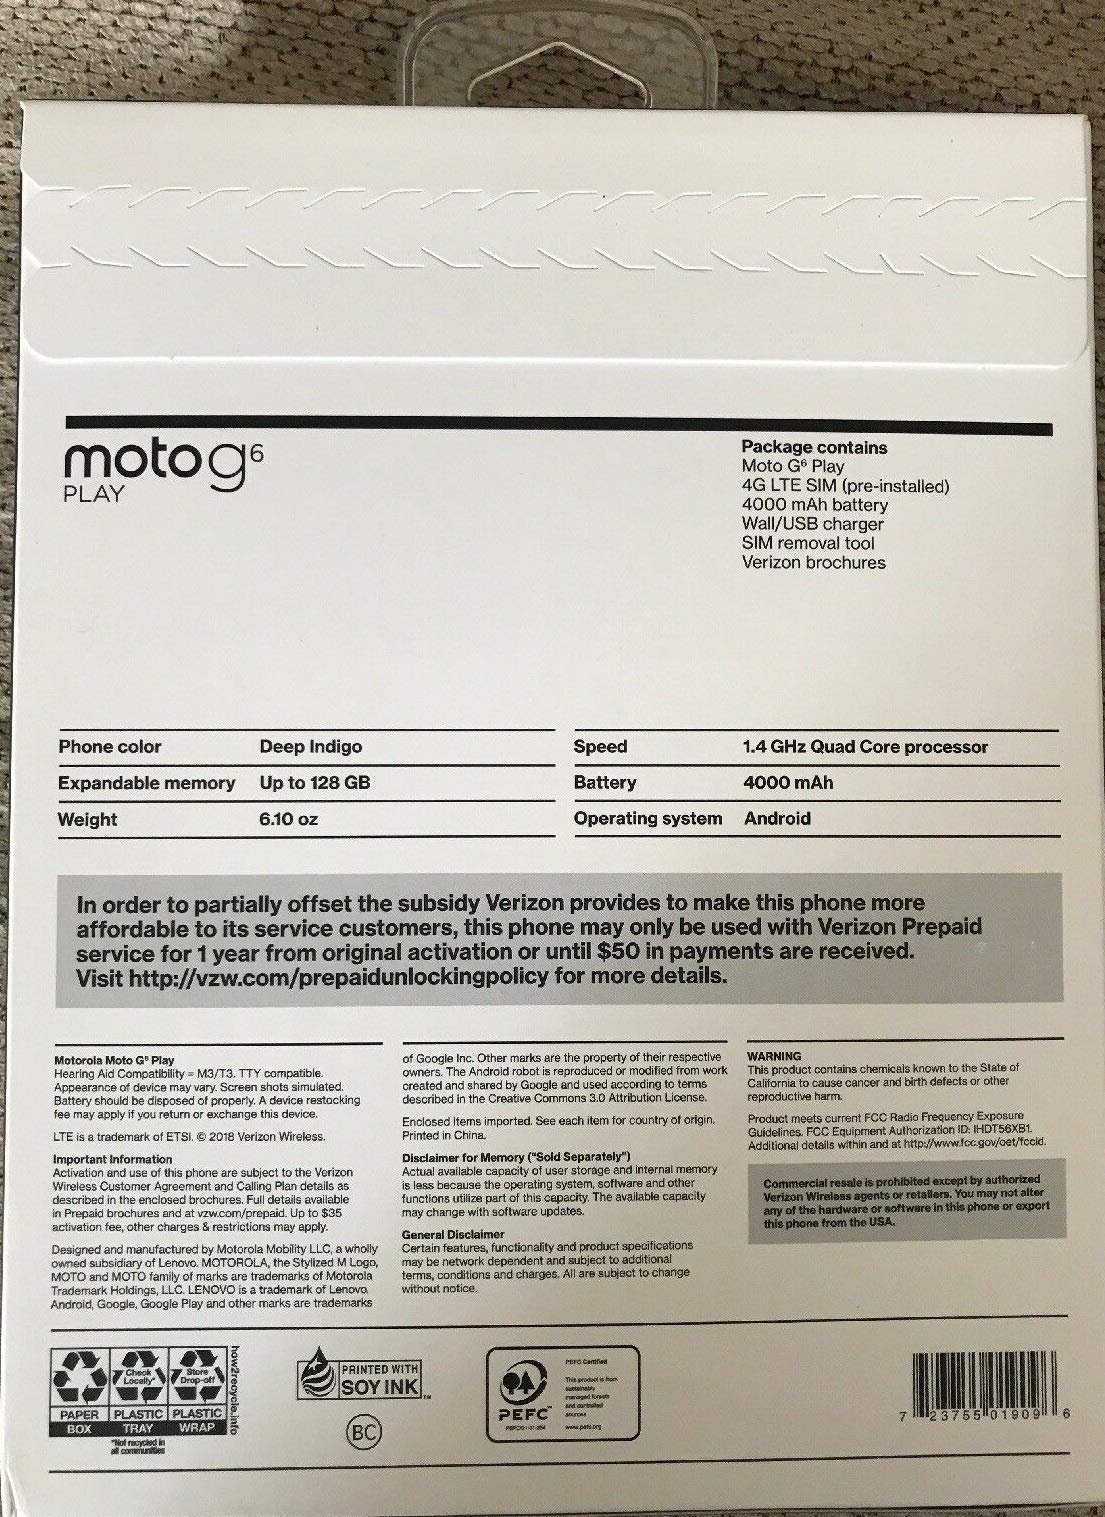 moto g6
PLAY
Package contains
Moto G6 Play
4G LTE SIM (pre-installed)
4000 mAh battery
Wall/USB charger
SIM removal tool
Verizon brochures
Phone color Deep Indigo
Expandable memory Up to 128 GB
Weight 6.10 oz
Speed 1.4 GHz Quad Core processor
Battery 4000 mAh
Operating system Android
In order to partially offset the subsidy Verizon provides to make this phone more
affordable to its service customers, this phone may only be used with Verizon Prepaid
service for 1 year from original activation or until $50 in payments are received.
Visit http://vzw.com/prepaidunlockingpolicy for more details.
Motorola Moto G6 Play
Hearing Aid Compatibility = M3/T3. TTY compatible.
Appearance of device may vary. Screen shots simulated.
Battery should be disposed of properly. A device restocking
fee may apply if you return or exchange this device.
LTE is a trademark of ETSI. © 2018 Verizon Wireless.
Important Information
Activation and use of this phone are subject to the Verizon
Wireless Customer Agreement and Calling Plan details as
described in the enclosed brochures. Full details available
in Prepaid brochures and at vzw.com/prepaid. Up to $35
activation fee, other charges & restrictions may apply.
Designed and manufactured by Motorola Mobility LLC, a wholly
owned subsidiary of Lenovo. MOTOROLA, the Stylized M Logo,
MOTO and MOTO family of marks are trademarks of Motorola
Trademark Holdings, LLC. LENOVO is a trademark of Lenovo.
Android, Google, Google Play and other marks are trademarks
of Google Inc. Other marks are the property of their respective
owners. The Android robot is reproduced or modified from work
created and shared by Google and used according to terms
described in the Creative Commons 3.0 Attribution License.
Enclosed Items imported. See each item for country of origin.
Printed in China.
Disclaimer for Memory ("Sold Separately")
Actual available capacity of user storage and internal memory
is less because the operating system, software and other
functions utilize part of this capacity. The available capacity
may change with software updates.
General Disclaimer
Certain features, functionality and product specifications
may be network dependent and subject to additional
terms, conditions and charges. All are subject to change
without notice.
WARNING
This product contains chemicals known to the State of
California to cause cancer and birth defects or other
reproductive harm.
Product meets current FCC Radio Frequency Exposure
Guidelines. FCC Equipment Authorization ID: IHDT56XB1.
Additional details within and at http://www.fcc.gov/oet/fccid.
Commercial resale is prohibited except by authorized
Verizon Wireless agents or retailers. You may not alter
any of the hardware or software in this phone or export
this phone from the USA.
Check
Locally*
Store
Drop-off
how2recycle.info
PAPER PLASTIC PLASTIC
BOX TRAY WRAP
*Not recycled in
all communities
PRINTED WITH
SOY INK™
BC
PEFC
PEFC Certified
This product is from
sustainably
managed forests
and controlled
sources
www.pefc.org
7 23755 01909 6